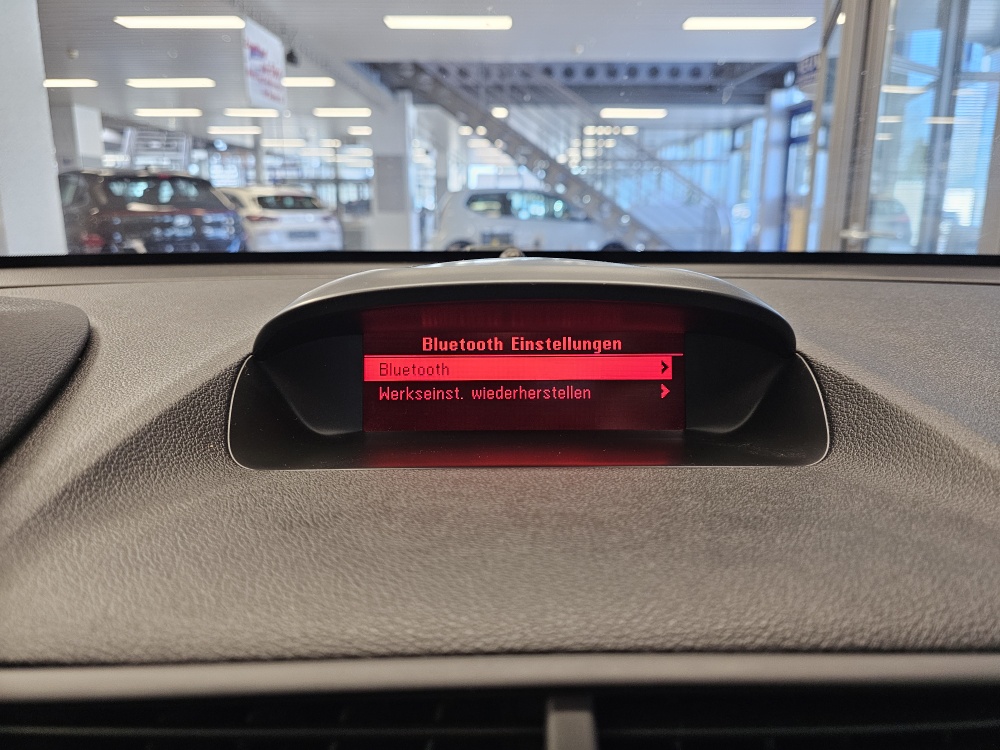 Bluetooth Einstellungen
Bluetooth
Werkseinst. wiederherstellen